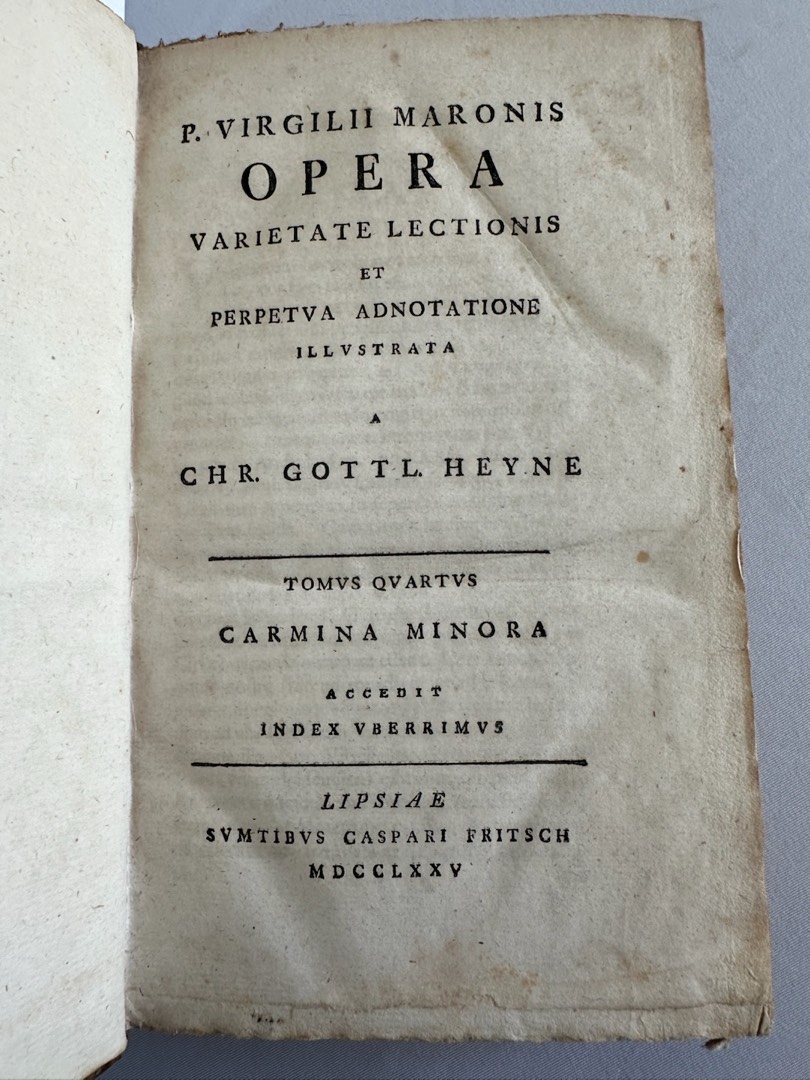 P. VIRGILII MARONIS
OPERA
VARIETATE LECTIONIS
ET
PERPETVA ADNOTATIONE
ILLVSTRATA
A
CHR. GOTTL. HEYNE
TOMVS QVARTVS
CARMINA MINORA
ACCEDIT
INDEX VBERRIMVS
LIPSIAE
SVMTIBVS CASPARI FRITSCH
MDCCLXXV